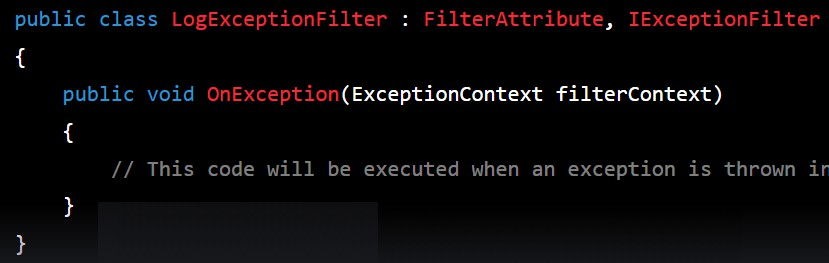 public class LogExceptionFilter : FilterAttribute, IExceptionFilter
{
    public void OnException(ExceptionContext filterContext)
    {
        // This code will be executed when an exception is thrown in
    }
}